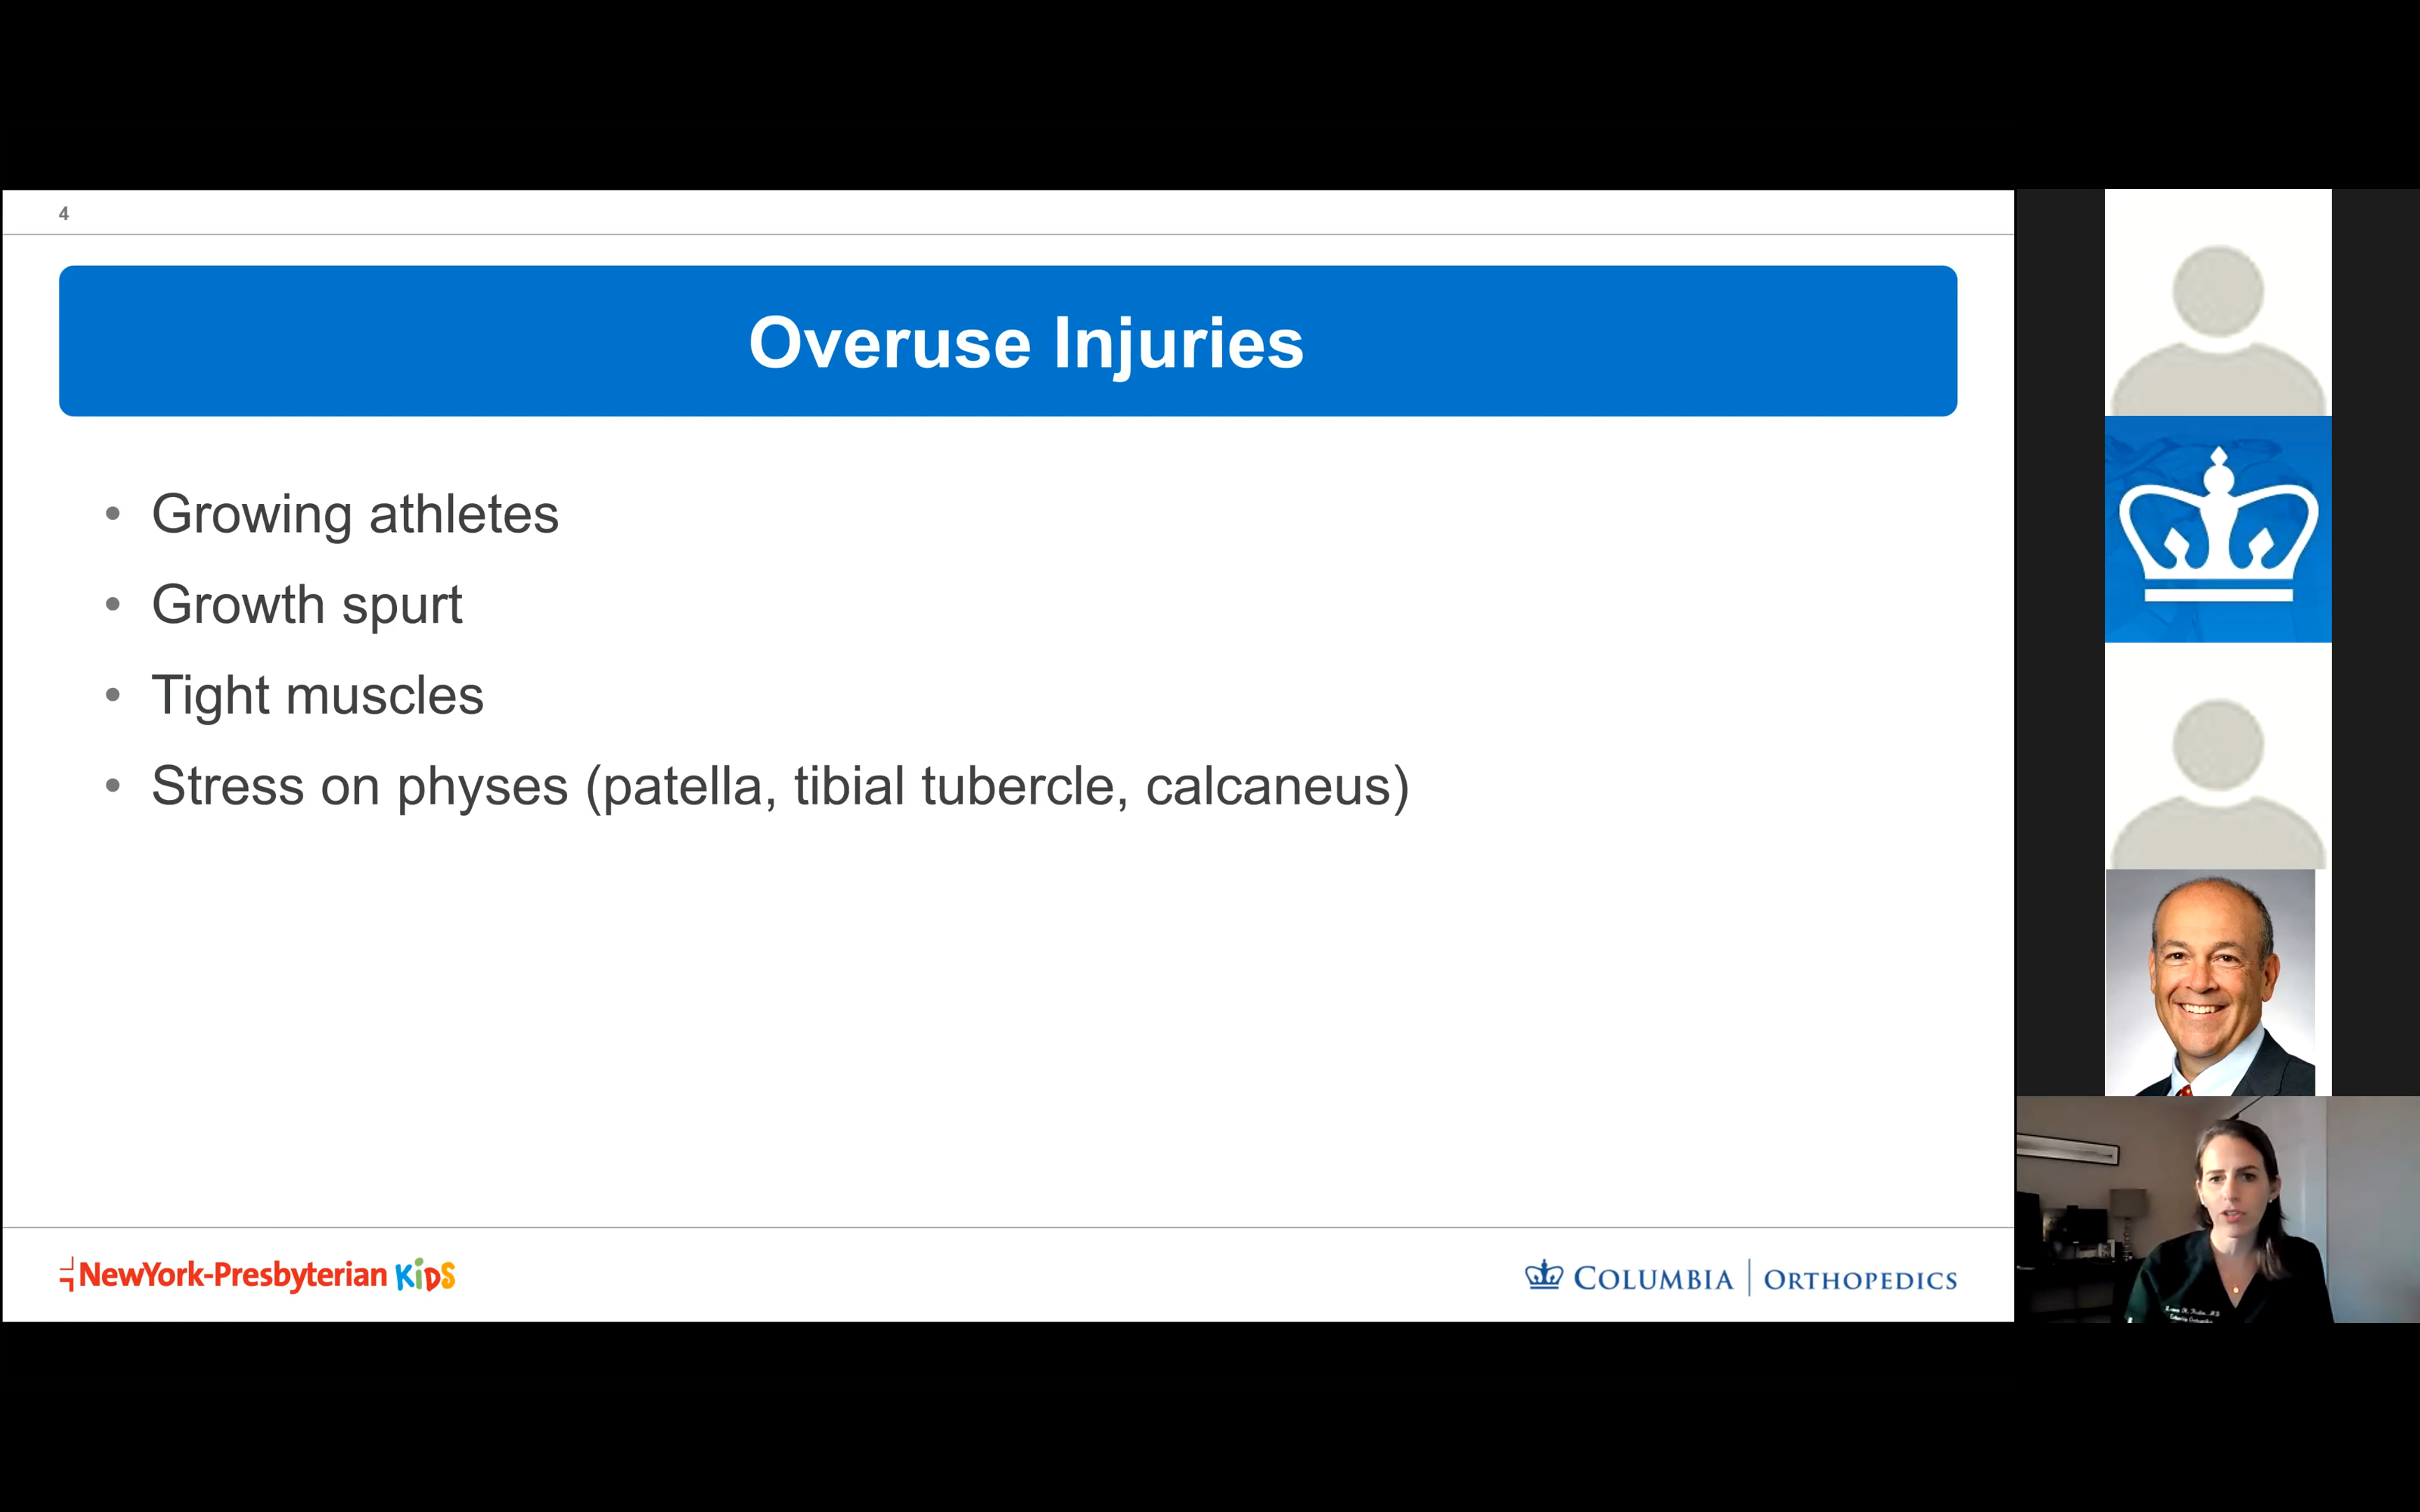 4
Overuse Injuries
• Growing athletes
• Growth spurt
• Tight muscles
• Stress on physes (patella, tibial tubercle, calcaneus)
NewYork-Presbyterian KiDS
COLUMBIA | ORTHOPEDICS